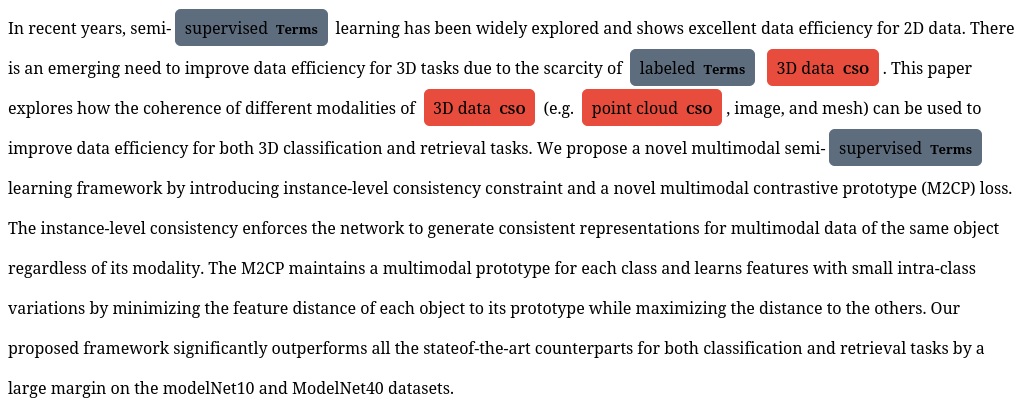 In recent years, semi- supervised Terms learning has been widely explored and shows excellent data efficiency for 2D data. There
is an emerging need to improve data efficiency for 3D tasks due to the scarcity of labeled Terms 3D data CSO . This paper
explores how the coherence of different modalities of 3D data CSO (e.g. point cloud CSO , image, and mesh) can be used to
improve data efficiency for both 3D classification and retrieval tasks. We propose a novel multimodal semi- supervised Terms
learning framework by introducing instance-level consistency constraint and a novel multimodal contrastive prototype (M2CP) loss.
The instance-level consistency enforces the network to generate consistent representations for multimodal data of the same object
regardless of its modality. The M2CP maintains a multimodal prototype for each class and learns features with small intra-class
variations by minimizing the feature distance of each object to its prototype while maximizing the distance to the others. Our
proposed framework significantly outperforms all the stateof-the-art counterparts for both classification and retrieval tasks by a
large margin on the modelNet10 and ModelNet40 datasets.